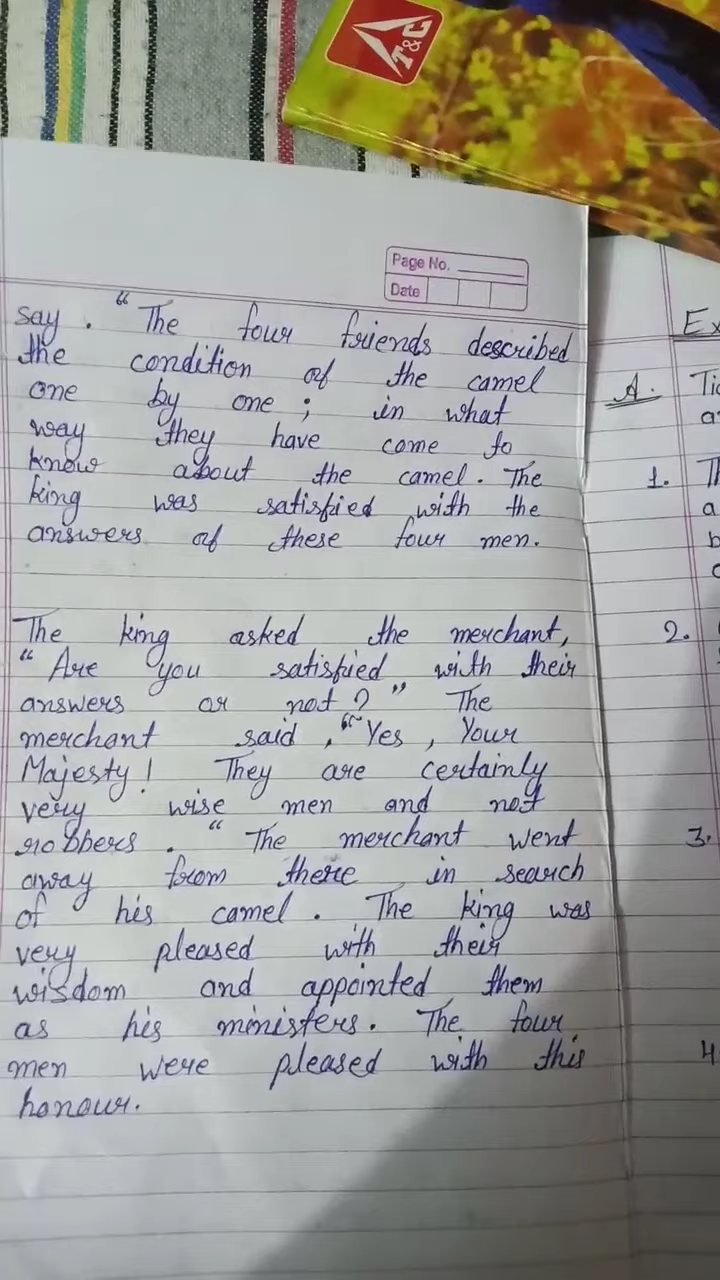 T&G
Page No.
Date
say . “ The four friends described
the condition of the camel
one by one ; in what
way they have come to
know about the camel. The
king was satisfied with the
answers of these four men.
The king asked the merchant,
“ Are you satisfied with their
answers or not ? ” The
merchant said , “ Yes , Your
Majesty ! They are certainly
very wise men and not
robbers . “ The merchant went
away from there in search
of his camel . The king was
very pleased with their
wisdom and appointed them
as his ministers. The four
men were pleased with this
honour.
A.
1.
a
b
2.
3.
4